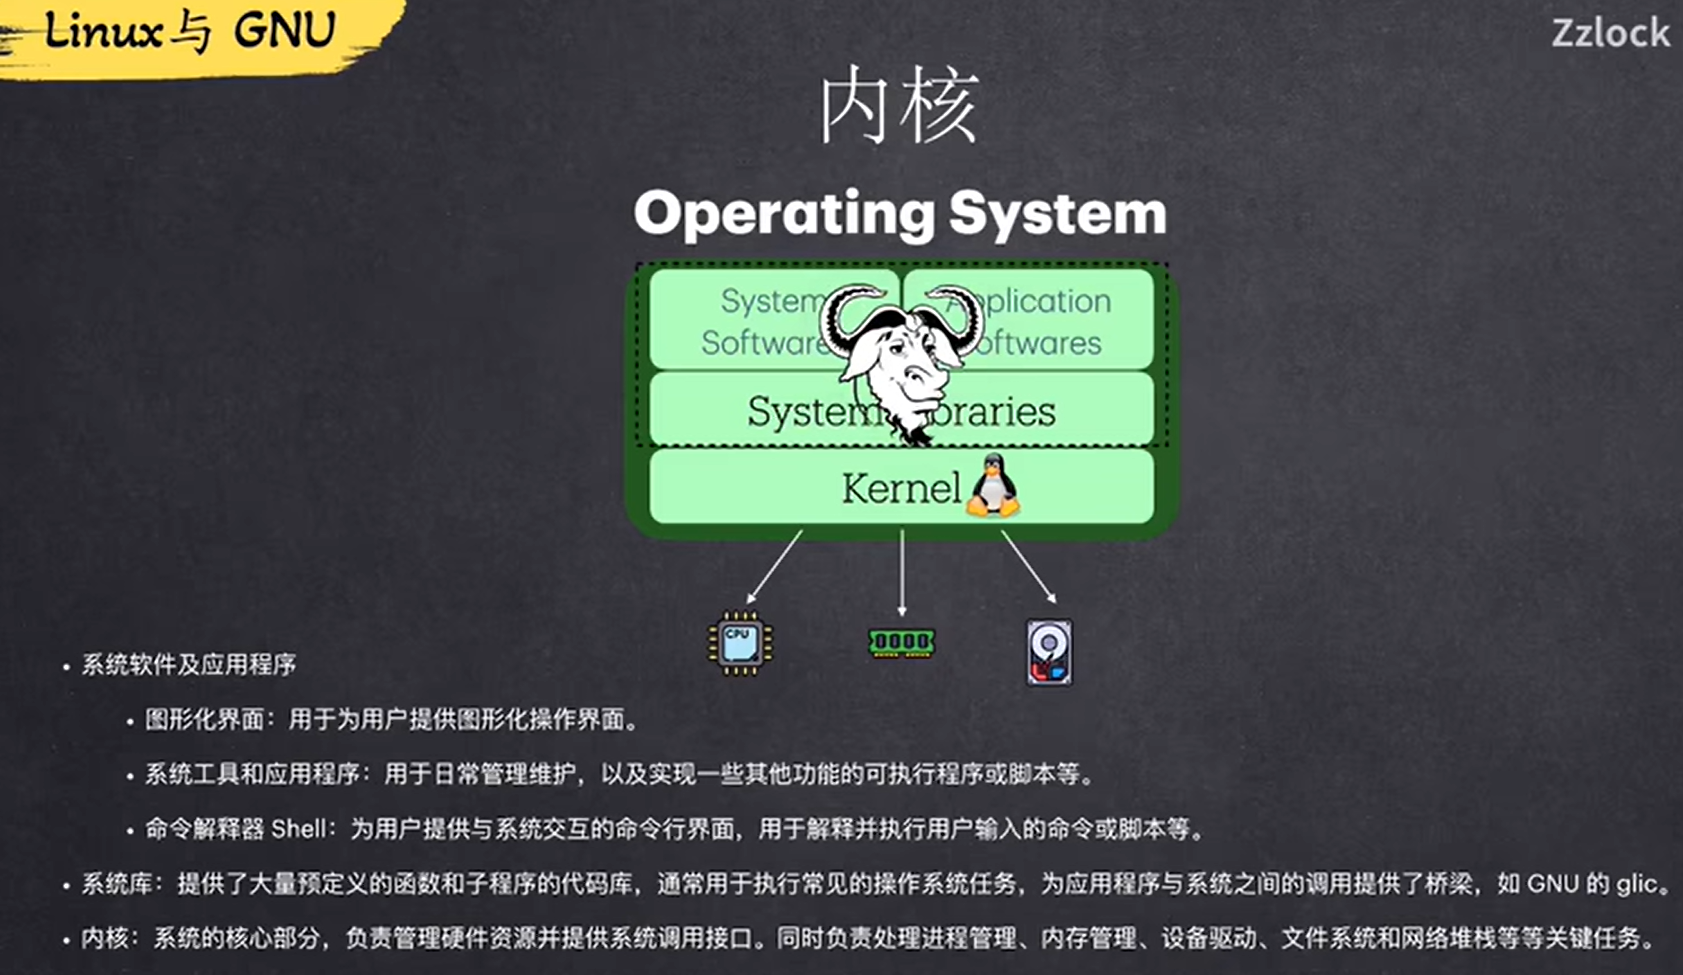 Linux与 GNU
Zzlock
内核
Operating System
System Application
Software oftwares
System oraries
Kernel
CPU
• 系统软件及应用程序
• 图形化界面：用于为用户提供图形化操作界面。
• 系统工具和应用程序：用于日常管理维护，以及实现一些其他功能的可执行程序或脚本等。
• 命令解释器 Shell：为用户提供与系统交互的命令行界面，用于解释并执行用户输入的命令或脚本等。
• 系统库：提供了大量预定义的函数和子程序的代码库，通常用于执行常见的操作系统任务，为应用程序与系统之间的调用提供了桥梁，如 GNU 的 glic。
• 内核：系统的核心部分，负责管理硬件资源并提供系统调用接口。同时负责处理进程管理、内存管理、设备驱动、文件系统和网络堆栈等等关键任务。